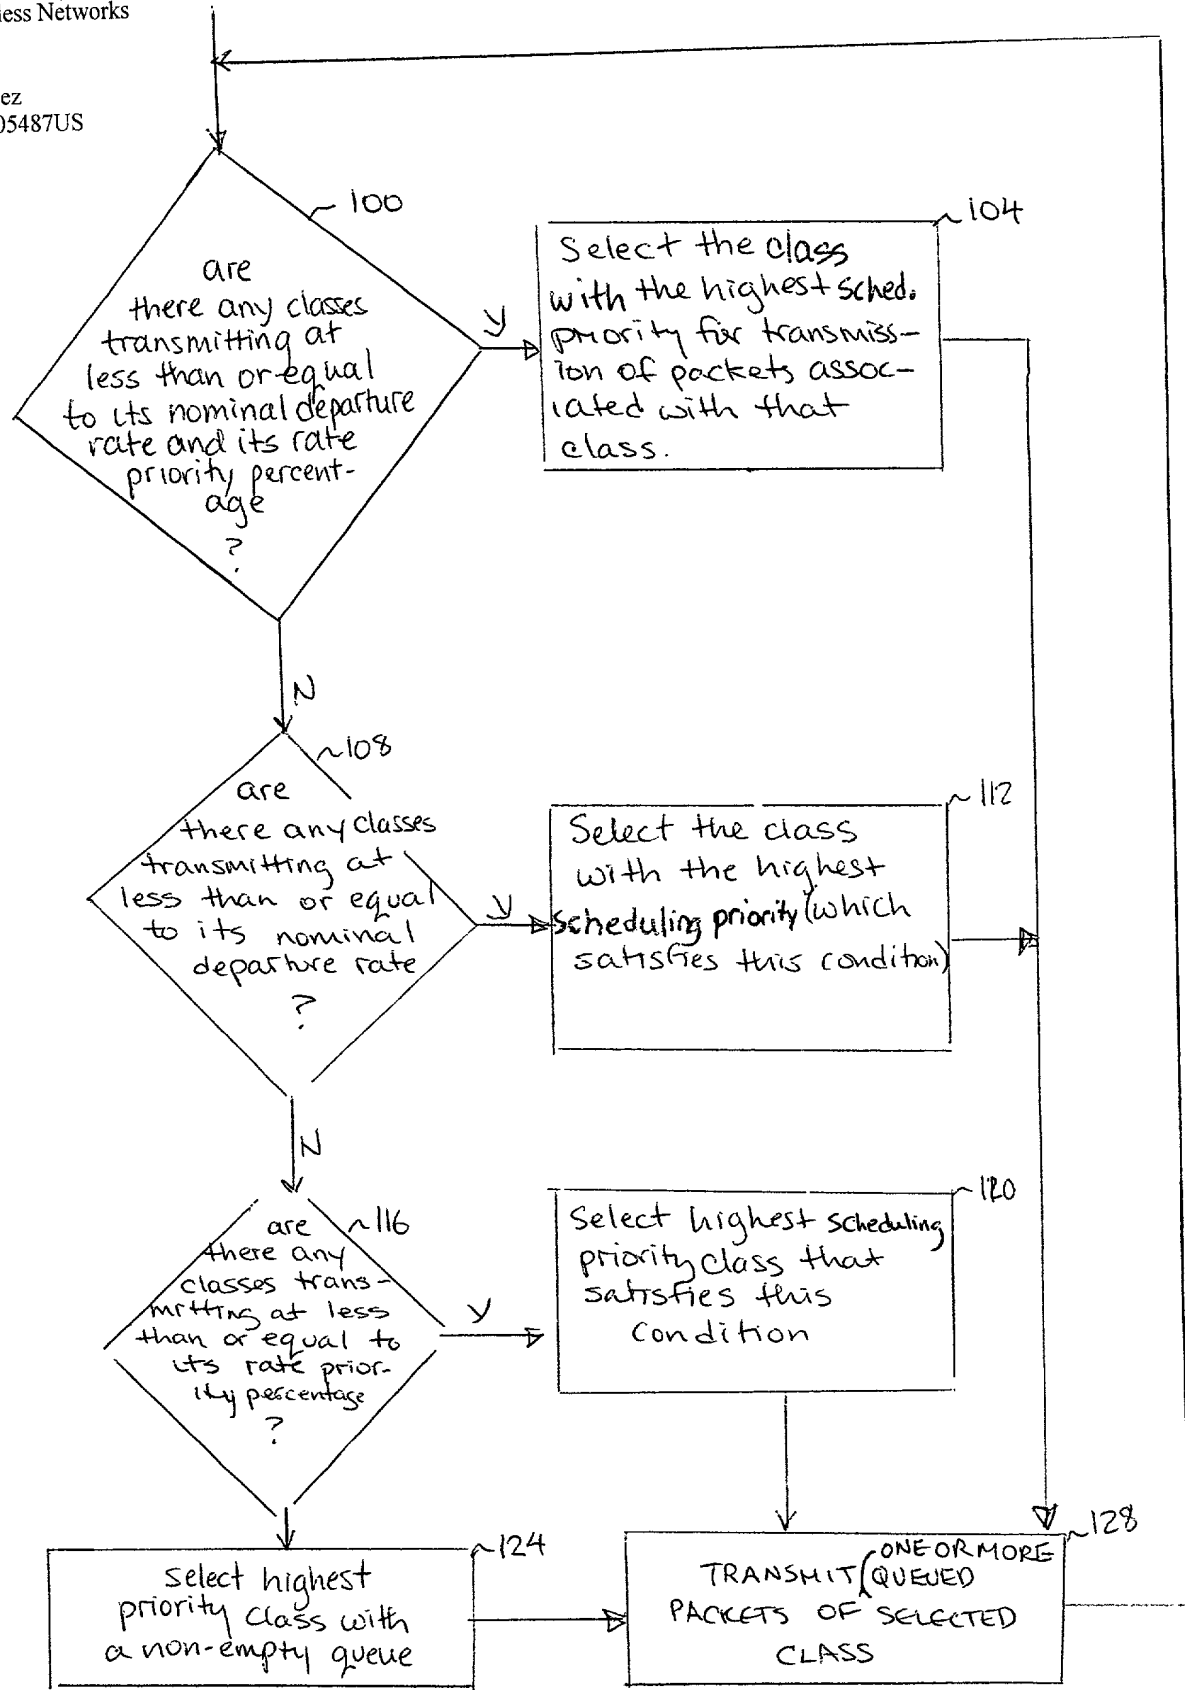 less Networks
ez
05487US
100
are
there any classes
transmitting at
less than or equal
to its nominal departure
rate and its rate
priority percent-
age
?
Y
104
Select the class
with the highest sched.
priority for transmiss-
ion of packets assoc-
iated with that
class.
N
108
are
there any classes
transmitting at
less than or equal
to its nominal
departure rate
?
Y
112
Select the class
with the highest
scheduling priority (which
satisfies this condition)
N
116
are
there any
classes trans-
mitting at less
than or equal to
its rate prior-
ity percentage
?
Y
120
Select highest scheduling
priority class that
satisfies this
condition
124
select highest
priority class with
a non-empty queue
128
ONE OR MORE
TRANSMIT QUEUED
PACKETS OF SELECTED
CLASS